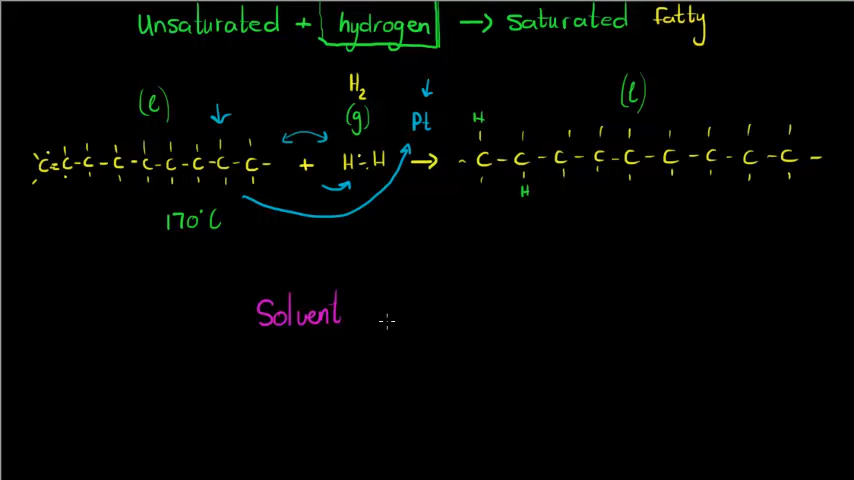 Unsaturated + hydrogen → saturated fatty
H₂
(l) (g) Pt (l)
C=C-C-C-C-C-C-C-C- + H:H → -C-C-C-C-C-C-C-C-C-
H
H
170°C
Solvent